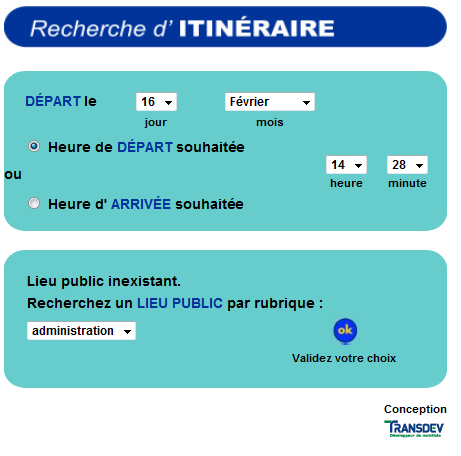 Recherche d' ITINÉRAIRE
DÉPART le 16 Février
jour mois
Heure de DÉPART souhaitée
ou 14 28
heure minute
Heure d' ARRIVÉE souhaitée
Lieu public inexistant.
Recherchez un LIEU PUBLIC par rubrique :
administration ok
Validez votre choix
Conception
TRANSDEV
Développeur de mobilités